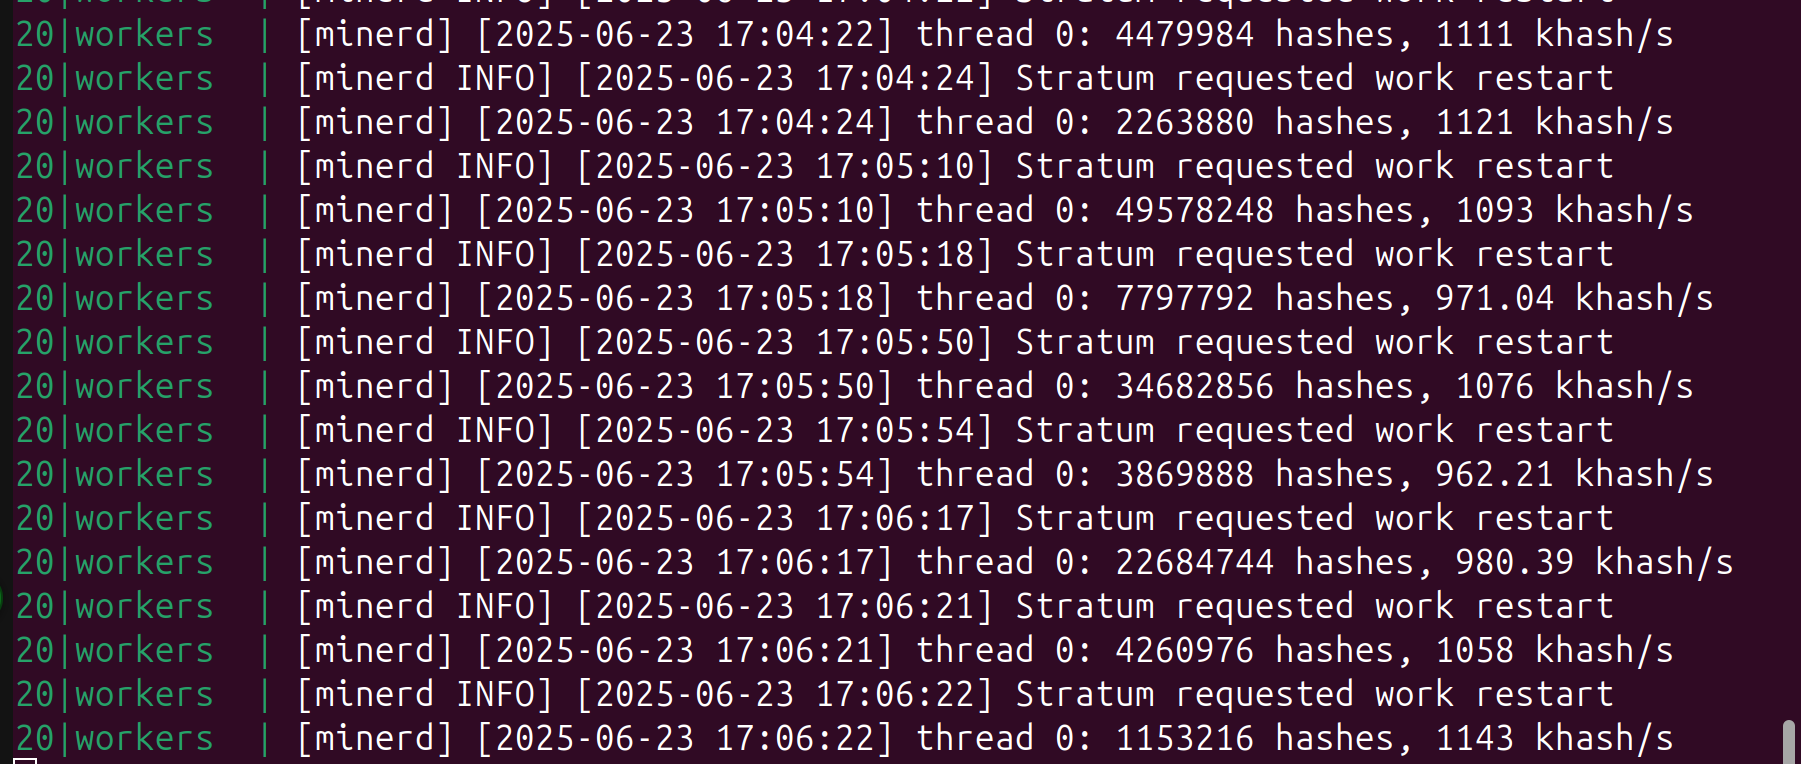 20|workers  | [minerd] [2025-06-23 17:04:22] thread 0: 4479984 hashes, 1111 khash/s
20|workers  | [minerd INFO] [2025-06-23 17:04:24] Stratum requested work restart
20|workers  | [minerd] [2025-06-23 17:04:24] thread 0: 2263880 hashes, 1121 khash/s
20|workers  | [minerd INFO] [2025-06-23 17:05:10] Stratum requested work restart
20|workers  | [minerd] [2025-06-23 17:05:10] thread 0: 49578248 hashes, 1093 khash/s
20|workers  | [minerd INFO] [2025-06-23 17:05:18] Stratum requested work restart
20|workers  | [minerd] [2025-06-23 17:05:18] thread 0: 7797792 hashes, 971.04 khash/s
20|workers  | [minerd INFO] [2025-06-23 17:05:50] Stratum requested work restart
20|workers  | [minerd] [2025-06-23 17:05:50] thread 0: 34682856 hashes, 1076 khash/s
20|workers  | [minerd INFO] [2025-06-23 17:05:54] Stratum requested work restart
20|workers  | [minerd] [2025-06-23 17:05:54] thread 0: 3869888 hashes, 962.21 khash/s
20|workers  | [minerd INFO] [2025-06-23 17:06:17] Stratum requested work restart
20|workers  | [minerd] [2025-06-23 17:06:17] thread 0: 22684744 hashes, 980.39 khash/s
20|workers  | [minerd INFO] [2025-06-23 17:06:21] Stratum requested work restart
20|workers  | [minerd] [2025-06-23 17:06:21] thread 0: 4260976 hashes, 1058 khash/s
20|workers  | [minerd INFO] [2025-06-23 17:06:22] Stratum requested work restart
20|workers  | [minerd] [2025-06-23 17:06:22] thread 0: 1153216 hashes, 1143 khash/s